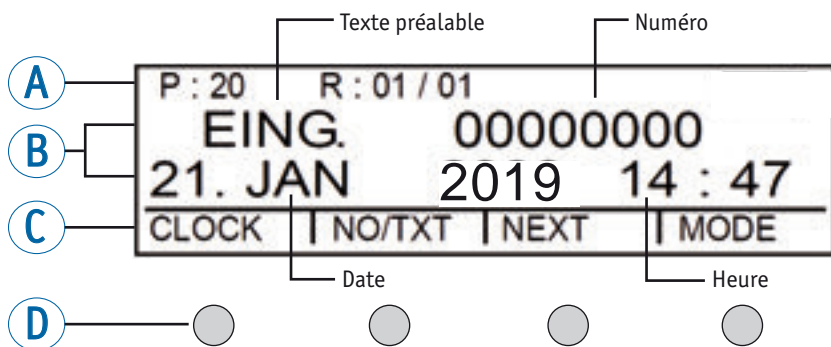 Texte préalable Numéro
A P : 20 R : 01 / 01
B EING. 00000000
21. JAN 2019 14 : 47
C CLOCK NO/TXT NEXT MODE
Date Heure
D